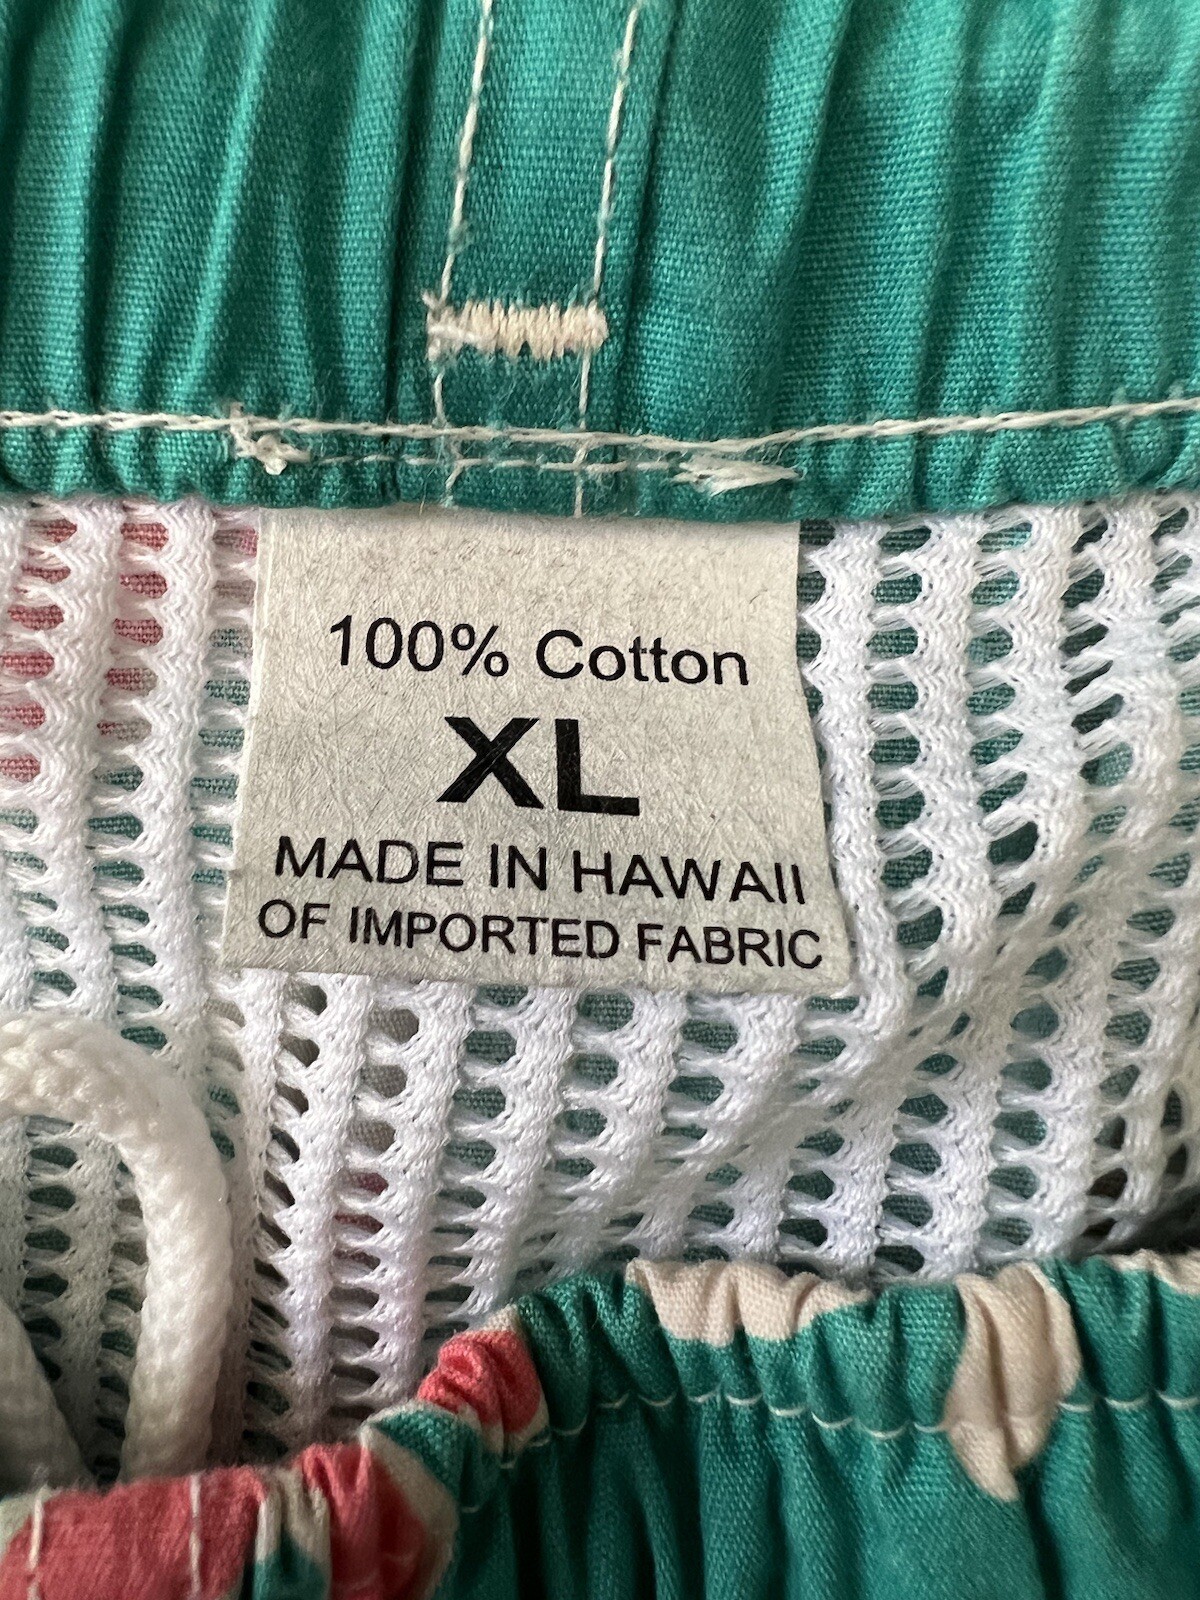 100% Cotton
XL
MADE IN HAWAII
OF IMPORTED FABRIC